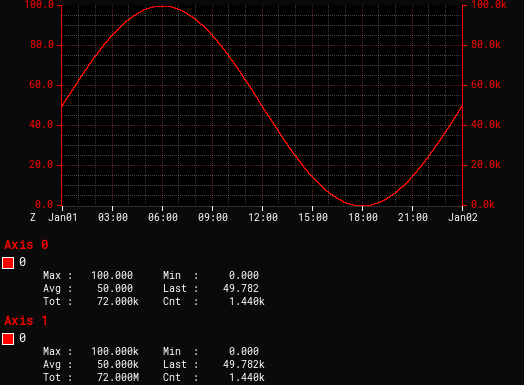 100.0 100.0k
80.0 80.0k
60.0 60.0k
40.0 40.0k
20.0 20.0k
0.0 0.0k
Z Jan01 03:00 06:00 09:00 12:00 15:00 18:00 21:00 Jan02
Axis 0
0
Max : 100.000 Min : 0.000
Avg : 50.000 Last : 49.782
Tot : 72.000k Cnt : 1.440k
Axis 1
0
Max : 100.000k Min : 0.000
Avg : 50.000k Last : 49.782k
Tot : 72.000M Cnt : 1.440k